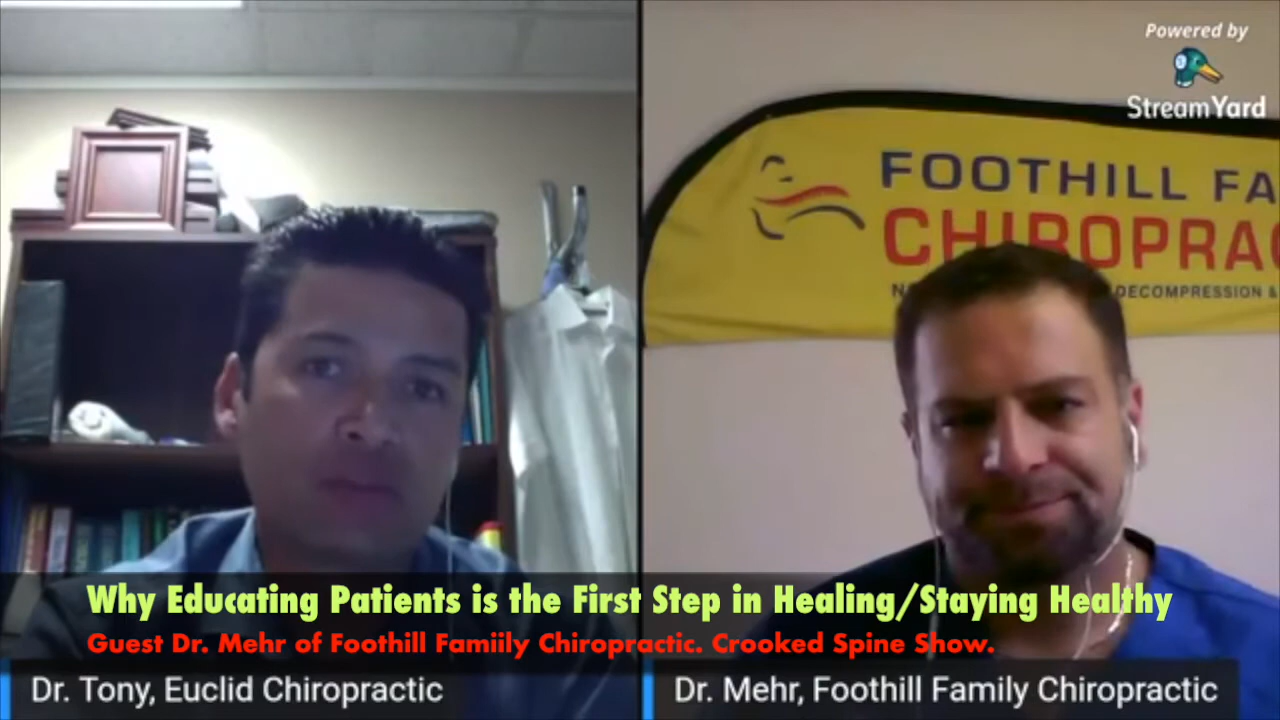 Powered by
StreamYard
FOOTHILL FA
CHIROPRAC
DECOMPRESSION &
Why Educating Patients is the First Step in Healing/Staying Healthy
Guest Dr. Mehr of Foothill Famiily Chiropractic. Crooked Spine Show.
Dr. Tony, Euclid Chiropractic
Dr. Mehr, Foothill Family Chiropractic